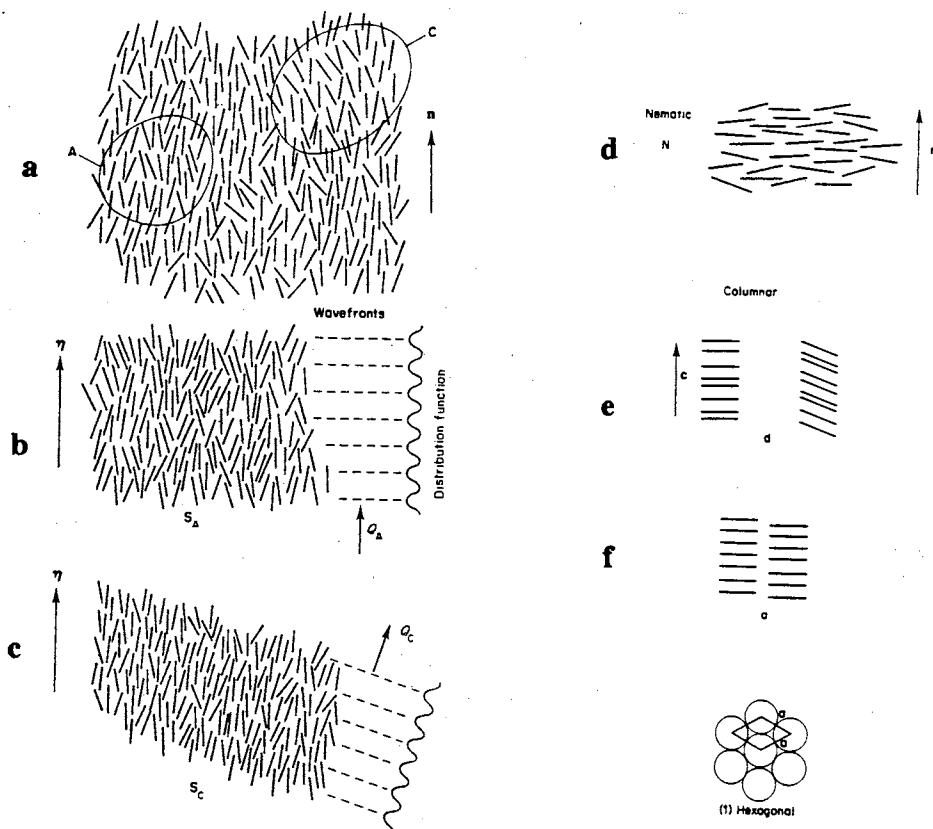 C
A
n
a
Wavefronts
η
b
Distribution function
S_A
Q_A
η
c
Q_C
S_C
Nematic
N
d
Columnar
c
e
d
f
a
a
a
(1) Hexagonal